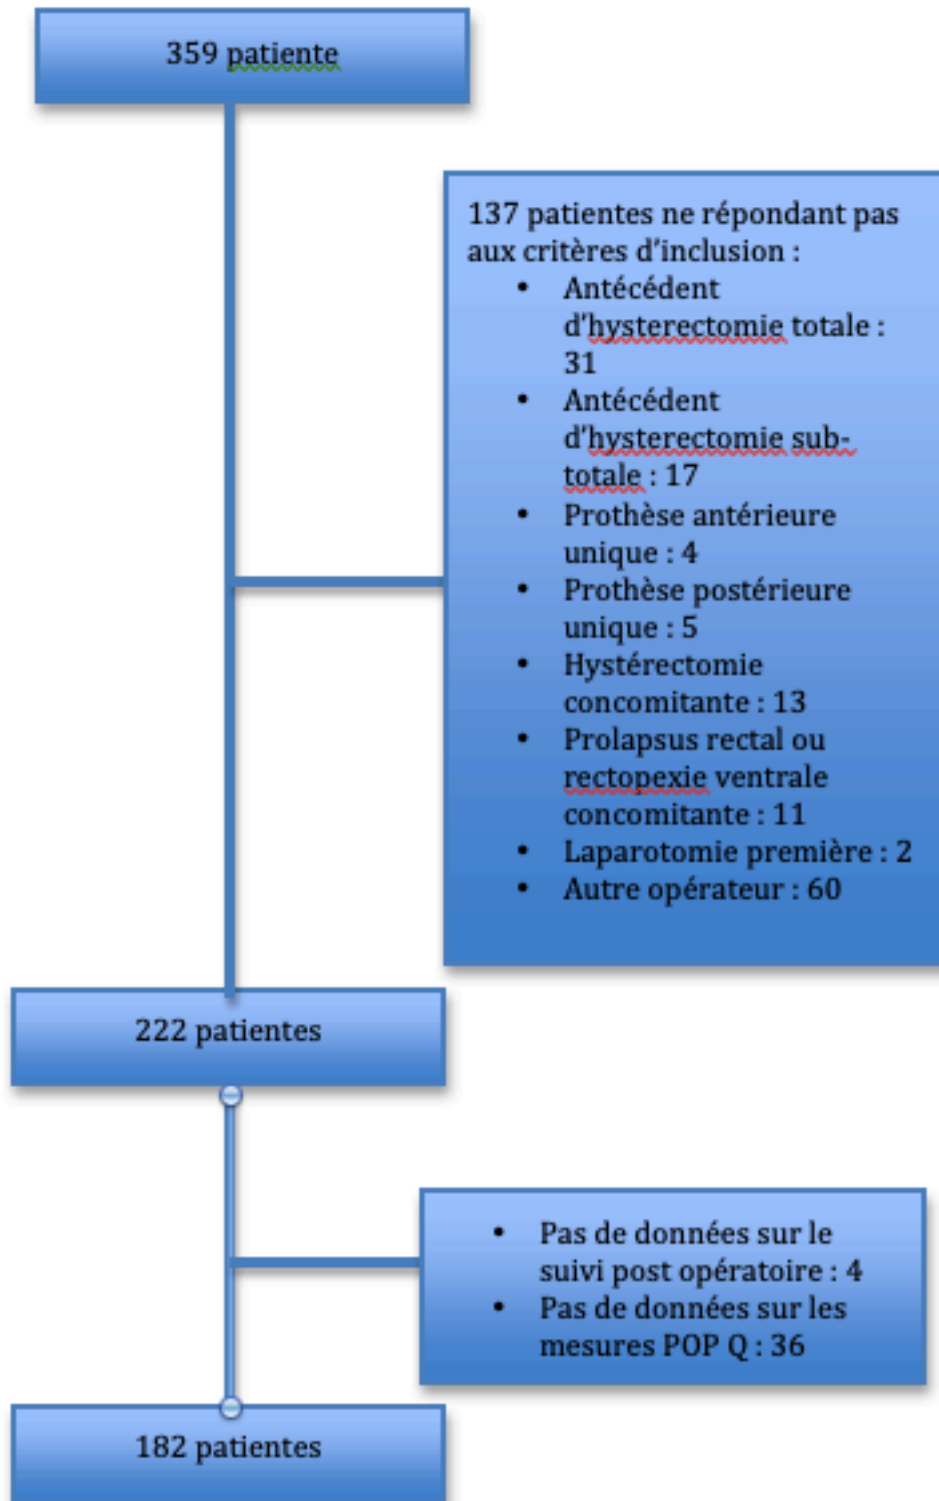 359 patiente
137 patientes ne répondant pas
aux critères d'inclusion :
• Antécédent
d'hysterectomie totale :
31
• Antécédent
d'hysterectomie sub-
totale : 17
• Prothèse antérieure
unique : 4
• Prothèse postérieure
unique : 5
• Hystérectomie
concomitante : 13
• Prolapsus rectal ou
rectopexie ventrale
concomitante : 11
• Laparotomie première : 2
• Autre opérateur : 60
222 patientes
• Pas de données sur le
suivi post opératoire : 4
• Pas de données sur les
mesures POP Q : 36
182 patientes